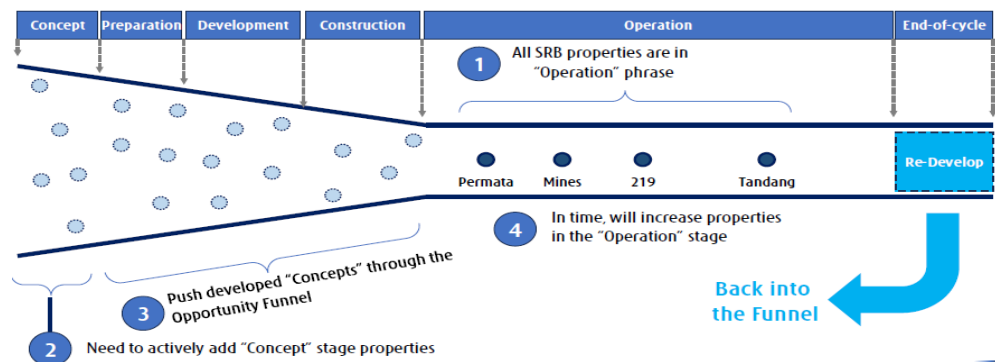 Concept Preparation Development Construction Operation End-of-cycle
1 All SRB properties are in
"Operation" phrase
Permata Mines 219 Tandang
Re-Develop
4 In time, will increase properties
in the "Operation" stage
3 Push developed "Concepts" through the
Opportunity Funnel
Back into
the Funnel
2 Need to actively add "Concept" stage properties